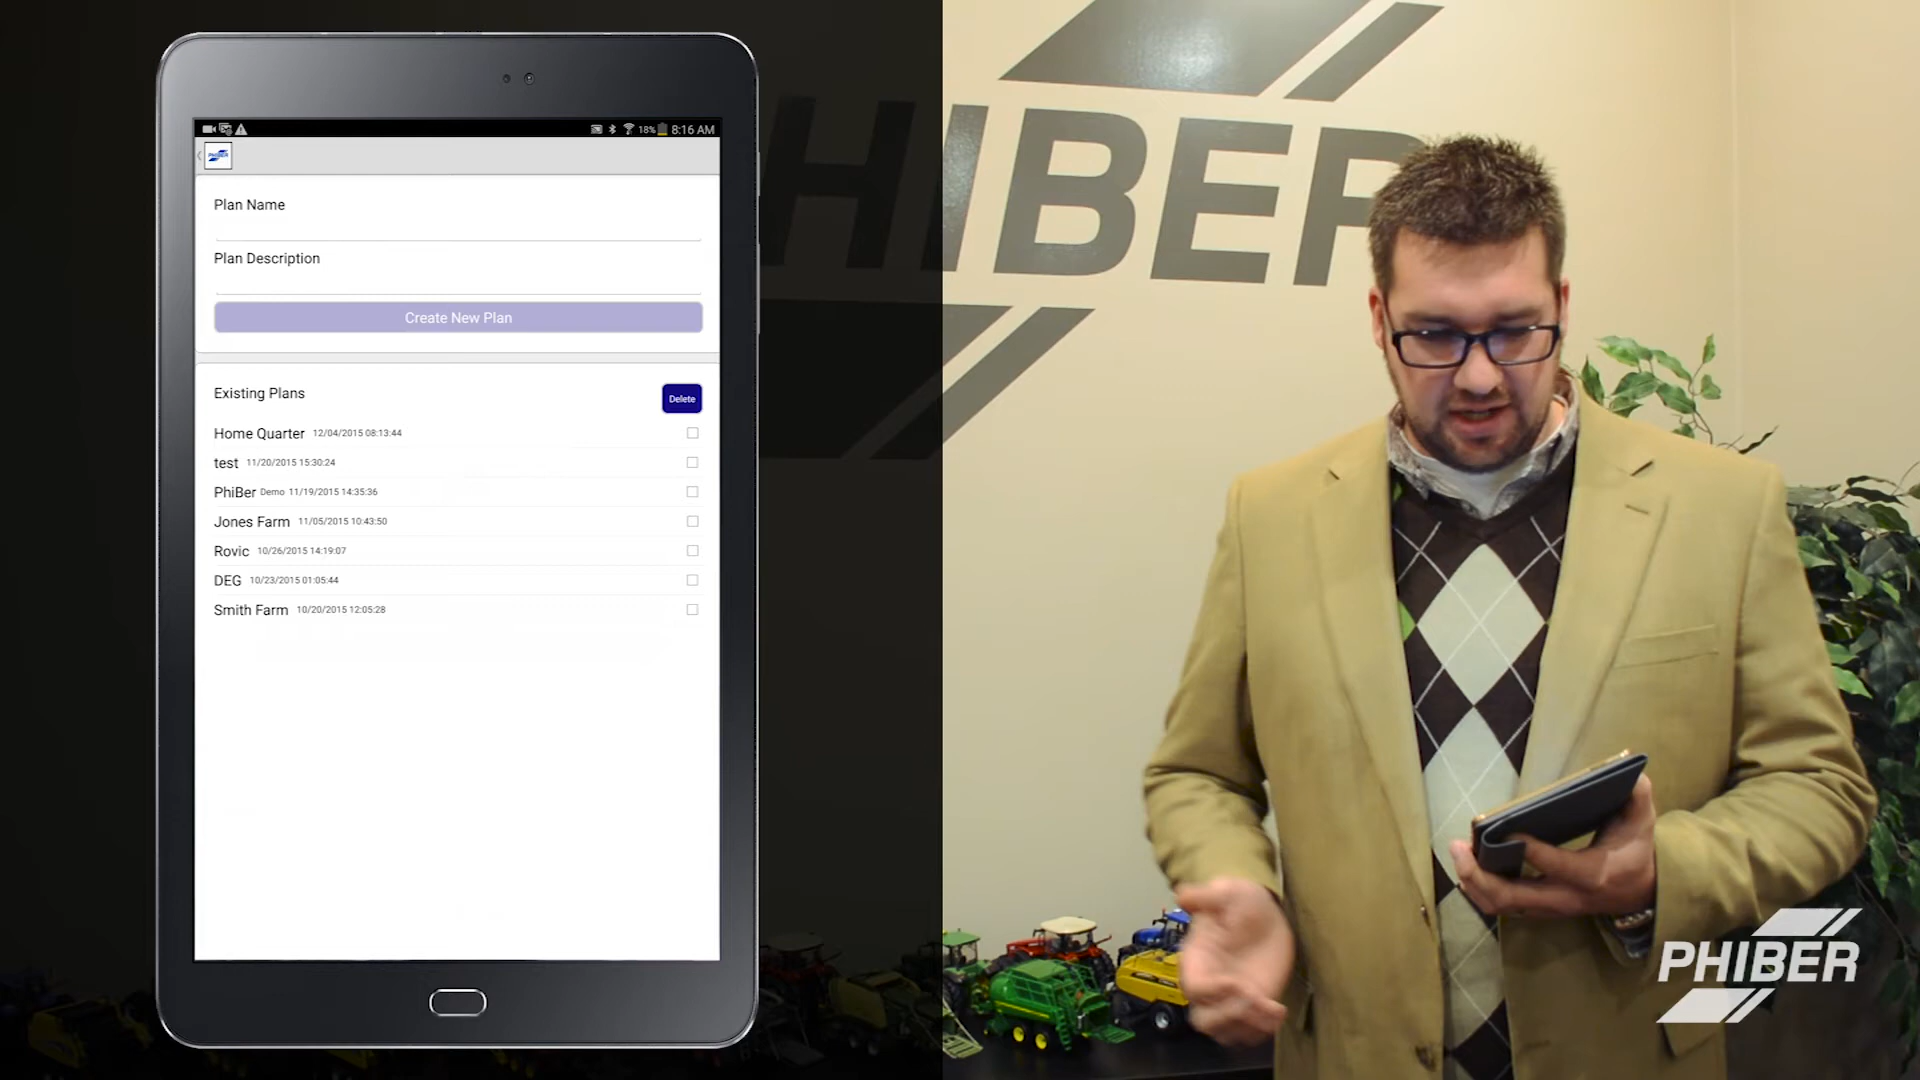 18% 8:16 AM
PHIBER
Plan Name
Plan Description
Create New Plan
Existing Plans
Delete
Home Quarter 12/04/2015 08:13:44
test 11/20/2015 15:30:24
PhiBer Demo 11/19/2015 14:35:36
Jones Farm 11/05/2015 10:43:50
Rovic 10/26/2015 14:19:07
DEG 10/23/2015 01:05:44
Smith Farm 10/20/2015 12:05:28
PHIBER
PHIBER